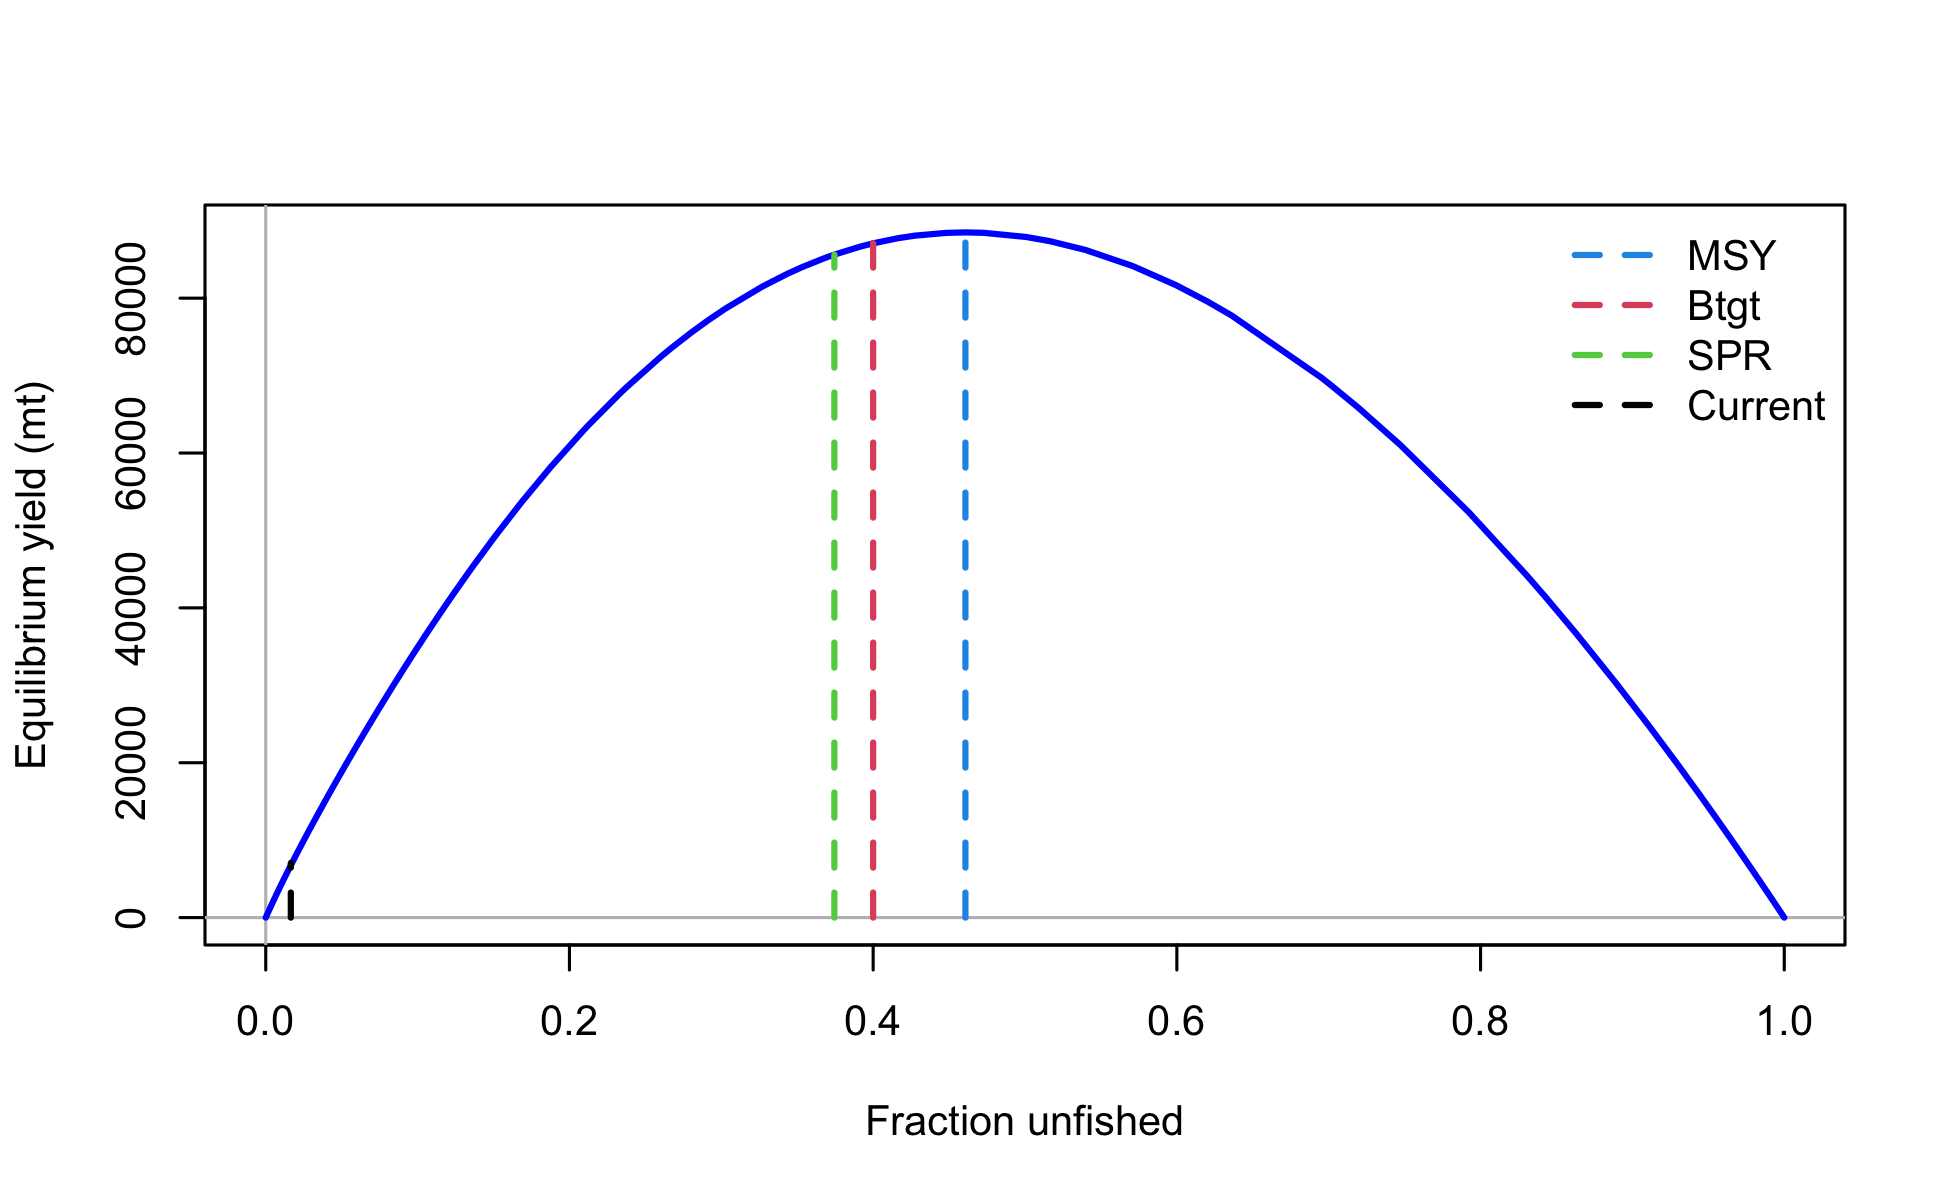 MSY
Btgt
SPR
Current
Equilibrium yield (mt)
80000
60000
40000
20000
0
0.0 0.2 0.4 0.6 0.8 1.0
Fraction unfished